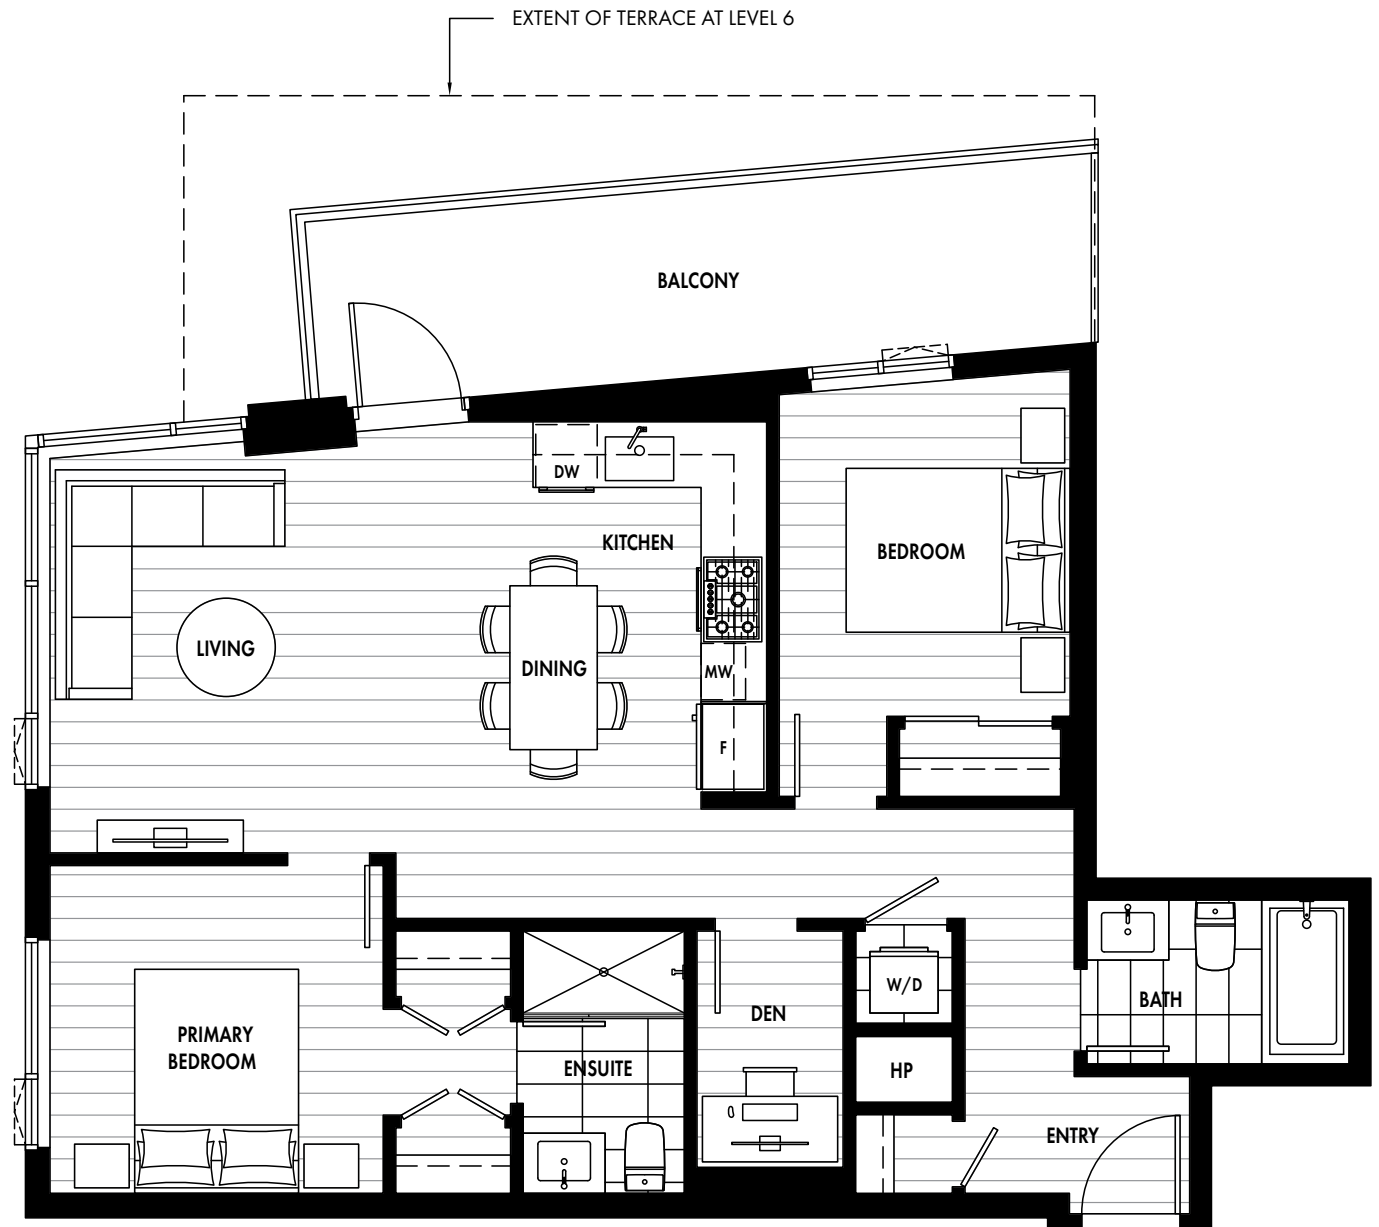 EXTENT OF TERRACE AT LEVEL 6
BALCONY
DW
KITCHEN
BEDROOM
LIVING
DINING
MW
F
W/D
BATH
DEN
PRIMARY
BEDROOM
ENSUITE
HP
ENTRY